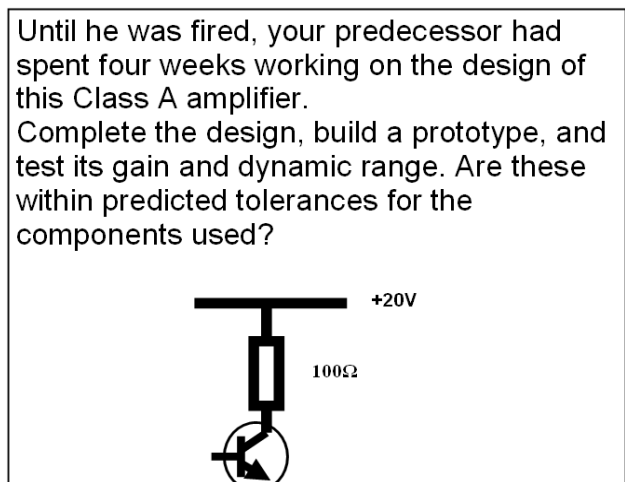 Until he was fired, your predecessor had
spent four weeks working on the design of
this Class A amplifier.
Complete the design, build a prototype, and
test its gain and dynamic range. Are these
within predicted tolerances for the
components used?
+20V
100Ω